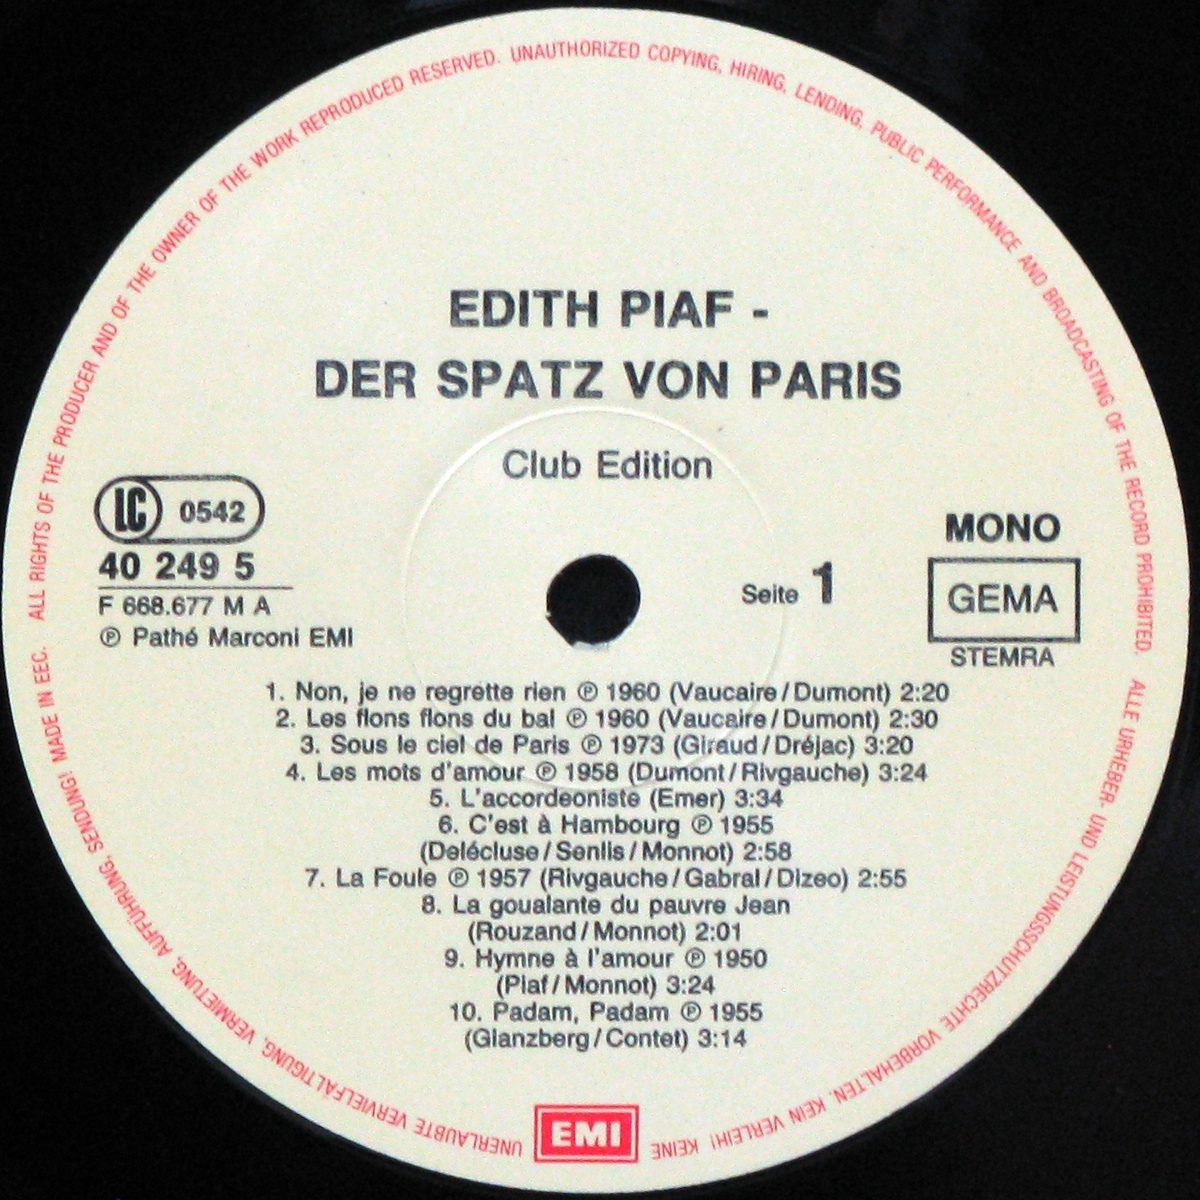 ALL RIGHTS OF THE PRODUCER AND OF THE OWNER OF THE WORK REPRODUCED RESERVED. UNAUTHORIZED COPYING, HIRING, LENDING, PUBLIC PERFORMANCE AND BROADCASTING OF THE RECORD PROHIBITED.
EDITH PIAF -
DER SPATZ VON PARIS
Club Edition
LC 0542
40 249 5
F 668.677 M A
℗ Pathé Marconi EMI
Seite 1
MONO
GEMA
STEMRA
1. Non, je ne regrette rien ℗ 1960 (Vaucaire/Dumont) 2:20
2. Les flons flons du bal ℗ 1960 (Vaucaire/Dumont) 2:30
3. Sous le ciel de Paris ℗ 1973 (Giraud/Dréjac) 3:20
4. Les mots d'amour ℗ 1958 (Dumont/Rivgauche) 3:24
5. L'accordeoniste (Emer) 3:34
6. C'est à Hambourg ℗ 1955
(Delécluse/Senlis/Monnot) 2:58
7. La Foule ℗ 1957 (Rivgauche/Gabral/Dizeo) 2:55
8. La goualante du pauvre Jean
(Rouzand/Monnot) 2:01
9. Hymne à l'amour ℗ 1950
(Piaf/Monnot) 3:24
10. Padam, Padam ℗ 1955
(Glanzberg/Contet) 3:14
ALLE URHEBER- UND LEISTUNGSSCHUTZRECHTE VORBEHALTEN. KEIN VERLEIH! KEINE
EMI
UNERLAUBTE VERVIELFÄLTIGUNG, VERMIETUNG, AUFFÜHRUNG, SENDUNG! MADE IN EEC.